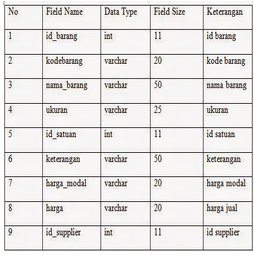 No Field Name Data Type Field Size Keterangan
1 id_barang int 11 id barang
2 kodebarang varchar 20 kode barang
3 nama_barang varchar 50 nama barang
4 ukuran varchar 25 ukuran
5 id_satuan int 11 id satuan
6 keterangan varchar 50 keterangan
7 harga_modal varchar 20 harga modal
8 harga varchar 20 harga jual
9 id_supplier int 11 id supplier